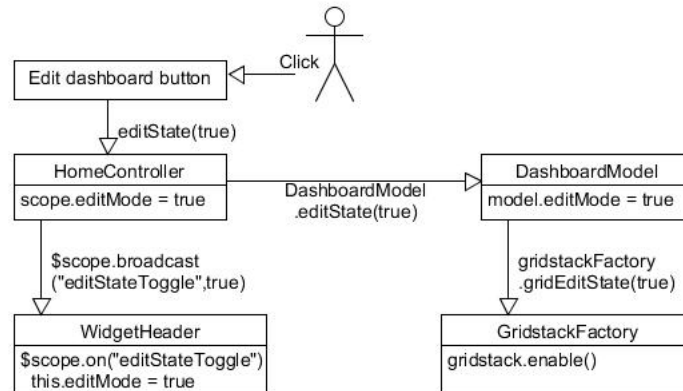 Click
Edit dashboard button
editState(true)
HomeController
scope.editMode = true
DashboardModel
.editState(true)
DashboardModel
model.editMode = true
$scope.broadcast
("editStateToggle",true)
gridstackFactory
.gridEditState(true)
WidgetHeader
$scope.on("editStateToggle")
this.editMode = true
GridstackFactory
gridstack.enable()